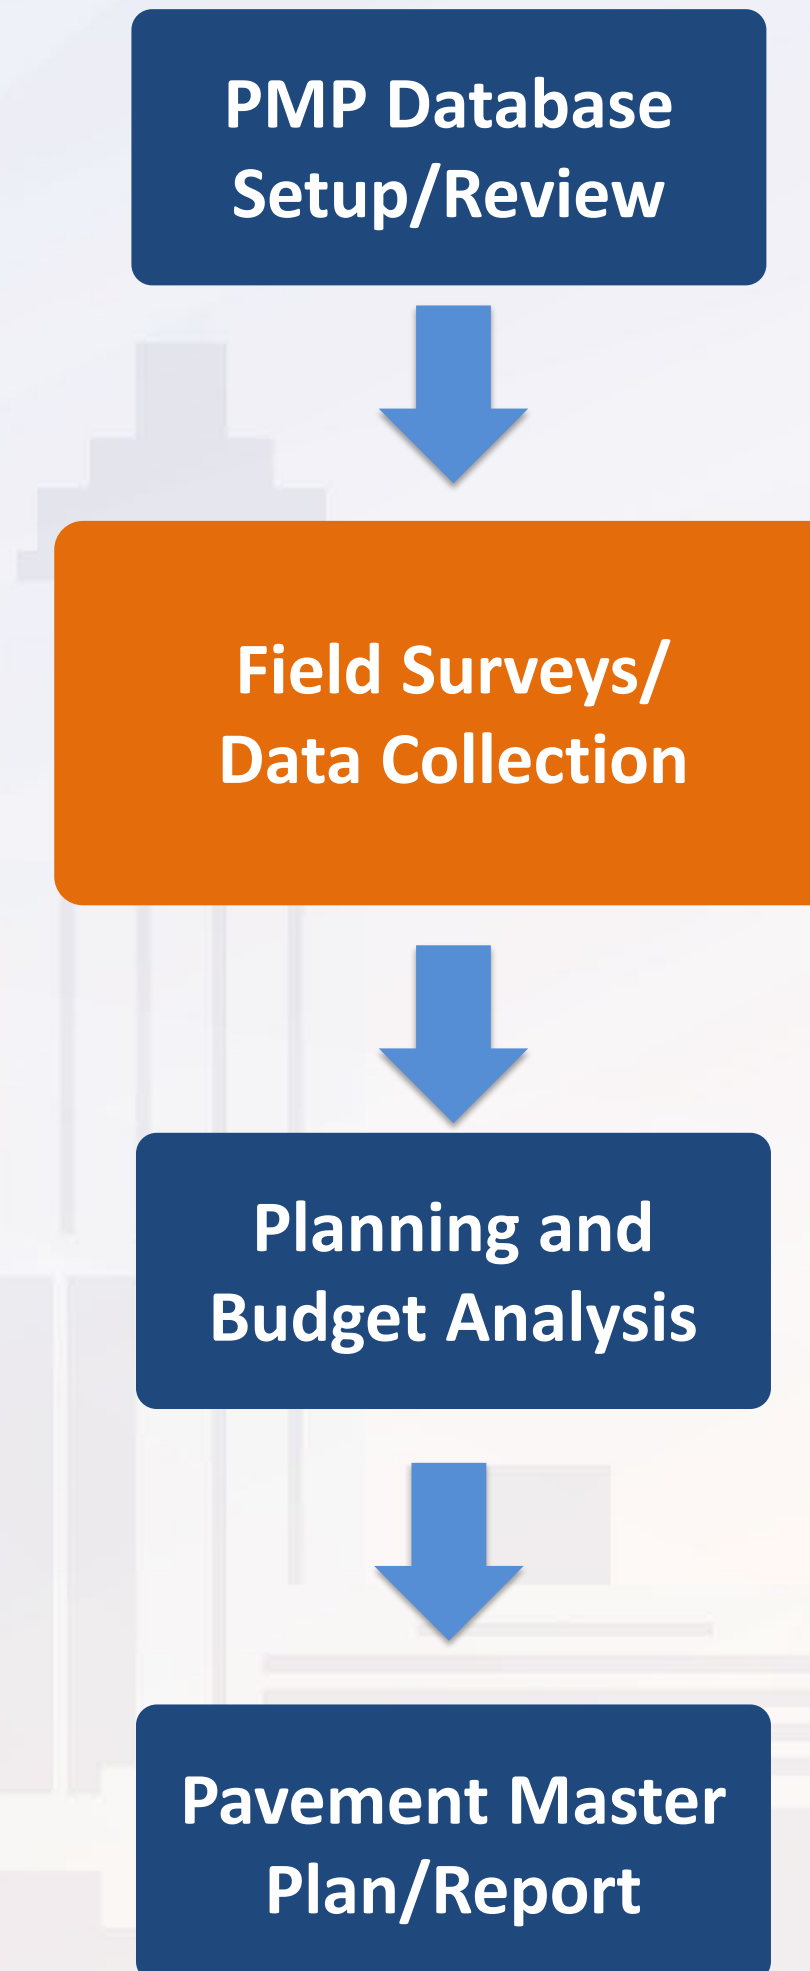 PMP Database
Setup/Review
Field Surveys/
Data Collection
Planning and
Budget Analysis
Pavement Master
Plan/Report